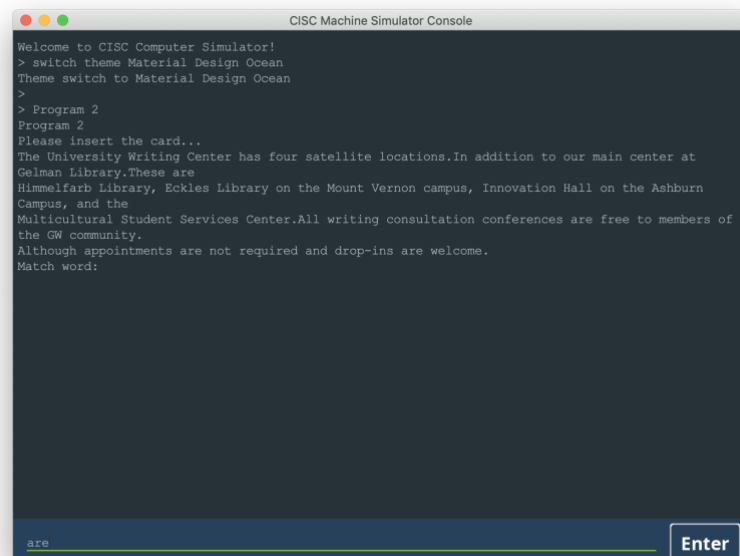 CISC Machine Simulator Console
Welcome to CISC Computer Simulator!
> switch theme Material Design Ocean
Theme switch to Material Design Ocean
>
> Program 2
Program 2
Please insert the card...
The University Writing Center has four satellite locations.In addition to our main center at
Gelman Library.These are
Himmelfarb Library, Eckles Library on the Mount Vernon campus, Innovation Hall on the Ashburn
Campus, and the
Multicultural Student Services Center.All writing consultation conferences are free to members of
the GW community.
Although appointments are not required and drop-ins are welcome.
Match word:
are
Enter